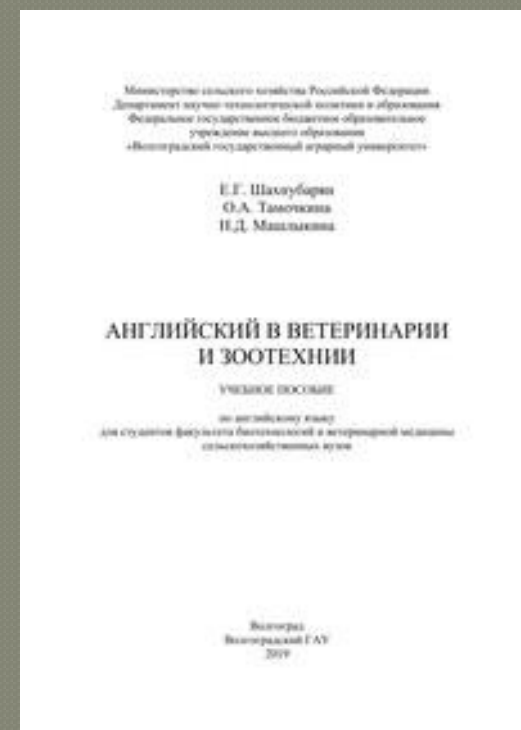 Министерство сельского хозяйства Российской Федерации
Департамент научно-технологической политики и образования
Федеральное государственное бюджетное образовательное
учреждение высшего образования
«Волгоградский государственный аграрный университет»
Е.Г. Шахнубарян
О.А. Тамочкина
Н.Д. Машлыкина
АНГЛИЙСКИЙ В ВЕТЕРИНАРИИ
И ЗООТЕХНИИ
УЧЕБНОЕ ПОСОБИЕ
по английскому языку
для студентов факультета биотехнологий и ветеринарной медицины
сельскохозяйственных вузов
Волгоград
Волгоградский ГАУ
2019